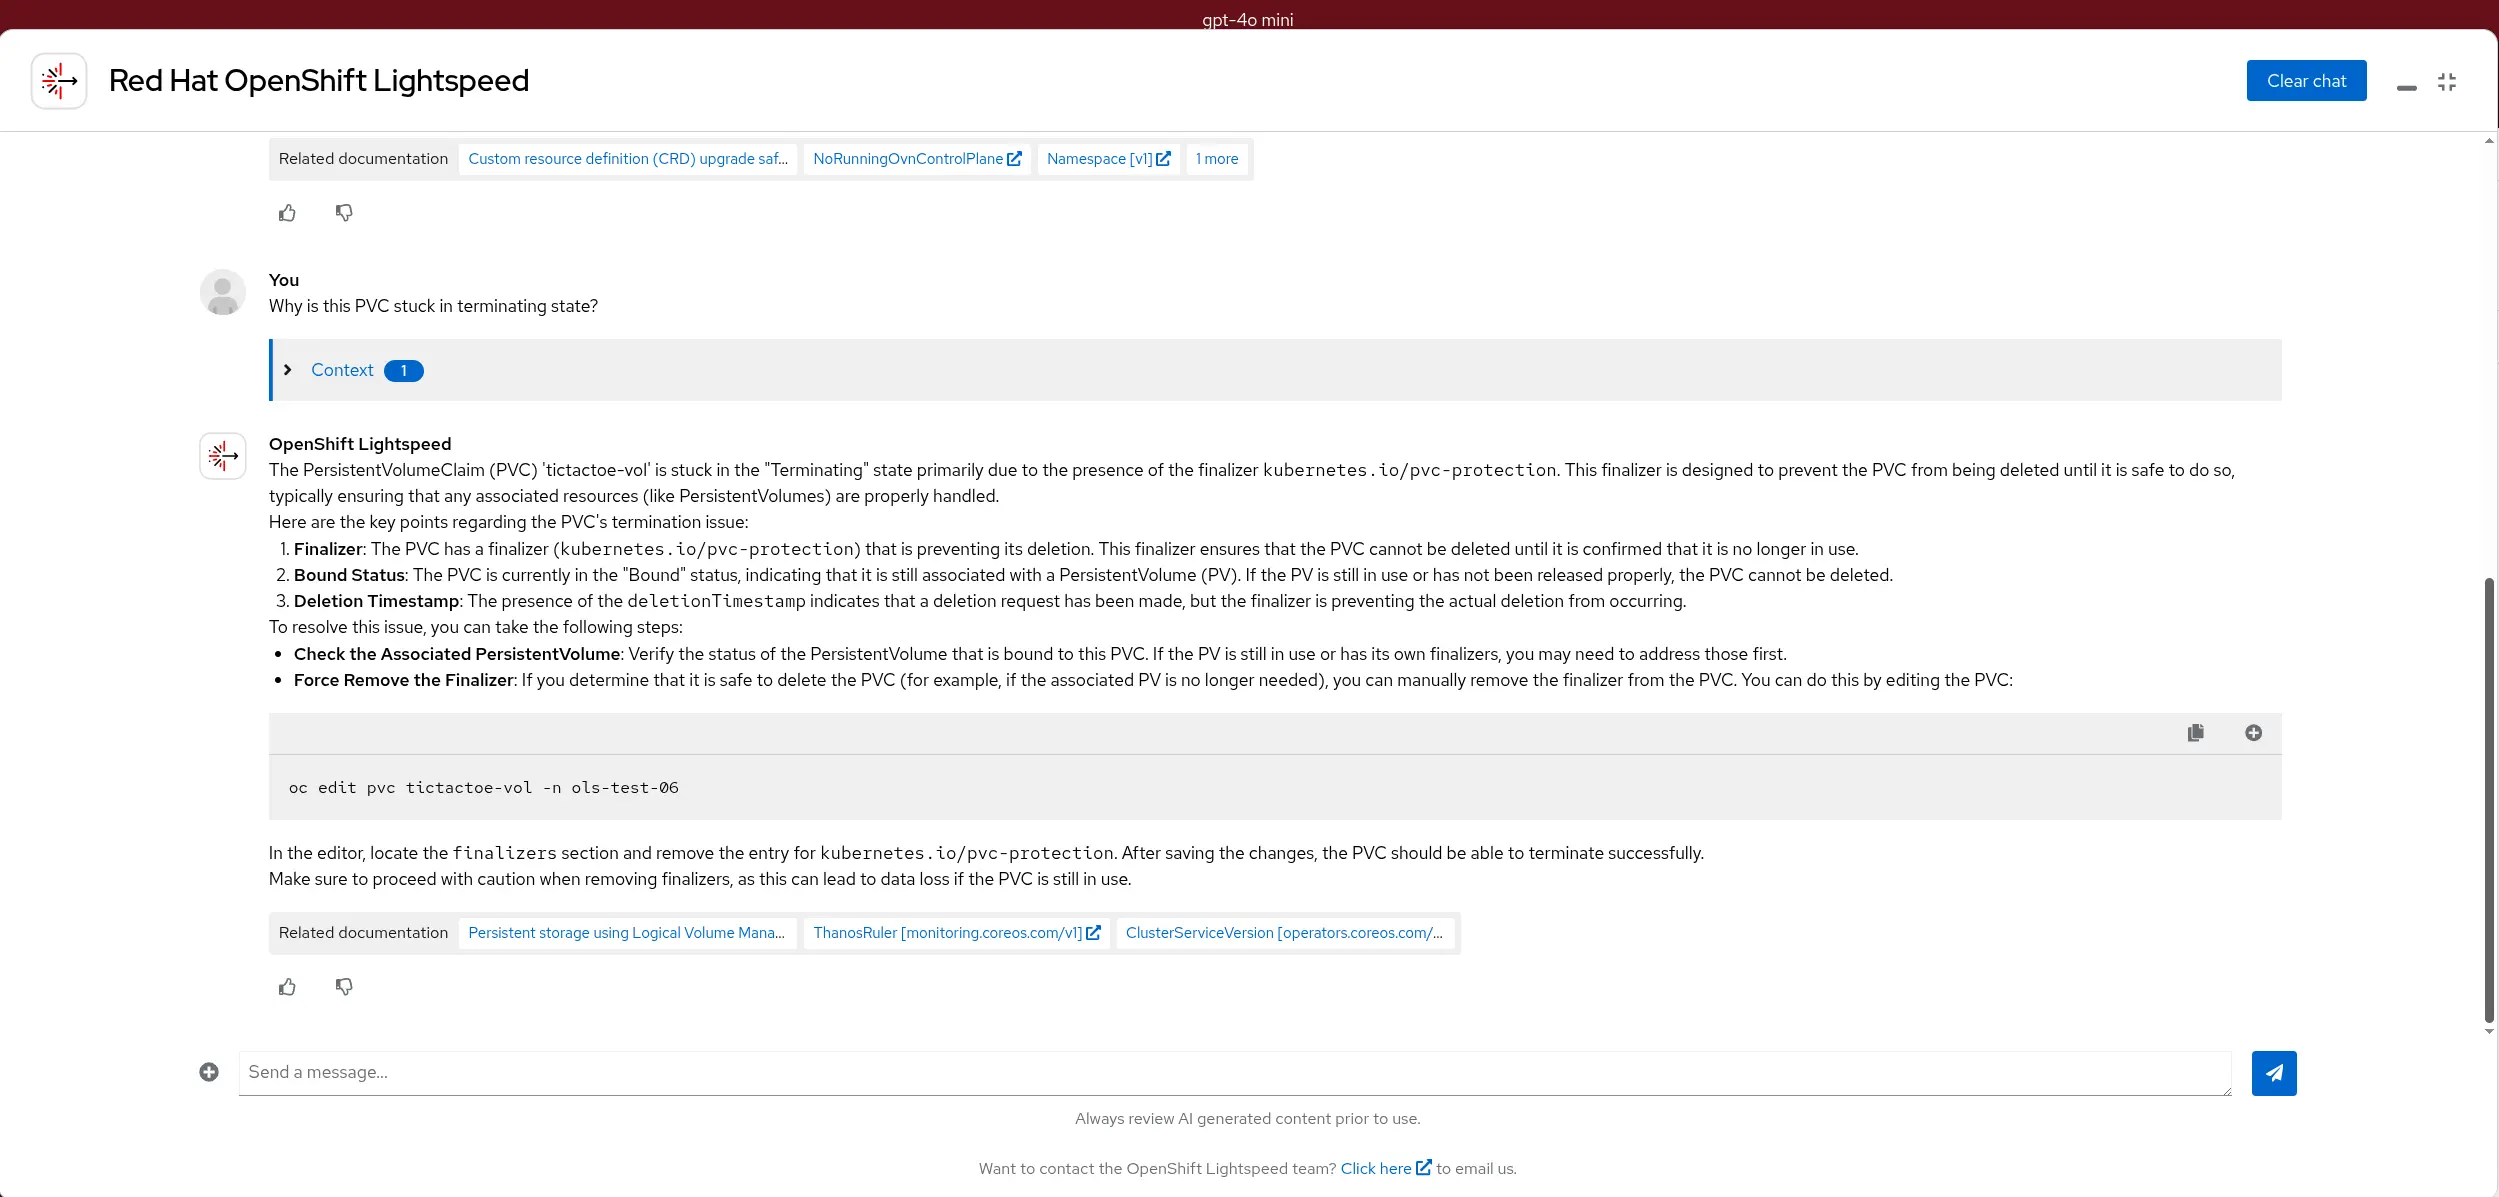 gpt-4o mini
Red Hat OpenShift Lightspeed
Clear chat
Related documentation Custom resource definition (CRD) upgrade saf... NoRunningOvnControlPlane Namespace [v1] 1 more
You
Why is this PVC stuck in terminating state?
Context 1
OpenShift Lightspeed
The PersistentVolumeClaim (PVC) 'tictactoe-vol' is stuck in the "Terminating" state primarily due to the presence of the finalizer kubernetes.io/pvc-protection. This finalizer is designed to prevent the PVC from being deleted until it is safe to do so,
typically ensuring that any associated resources (like PersistentVolumes) are properly handled.
Here are the key points regarding the PVC's termination issue:
1. Finalizer: The PVC has a finalizer (kubernetes.io/pvc-protection) that is preventing its deletion. This finalizer ensures that the PVC cannot be deleted until it is confirmed that it is no longer in use.
2. Bound Status: The PVC is currently in the "Bound" status, indicating that it is still associated with a PersistentVolume (PV). If the PV is still in use or has not been released properly, the PVC cannot be deleted.
3. Deletion Timestamp: The presence of the deletionTimestamp indicates that a deletion request has been made, but the finalizer is preventing the actual deletion from occurring.
To resolve this issue, you can take the following steps:
• Check the Associated PersistentVolume: Verify the status of the PersistentVolume that is bound to this PVC. If the PV is still in use or has its own finalizers, you may need to address those first.
• Force Remove the Finalizer: If you determine that it is safe to delete the PVC (for example, if the associated PV is no longer needed), you can manually remove the finalizer from the PVC. You can do this by editing the PVC:
oc edit pvc tictactoe-vol -n ols-test-06
In the editor, locate the finalizers section and remove the entry for kubernetes.io/pvc-protection. After saving the changes, the PVC should be able to terminate successfully.
Make sure to proceed with caution when removing finalizers, as this can lead to data loss if the PVC is still in use.
Related documentation Persistent storage using Logical Volume Mana... ThanosRuler [monitoring.coreos.com/v1] ClusterServiceVersion [operators.coreos.com/...
Send a message...
Always review AI generated content prior to use.
Want to contact the OpenShift Lightspeed team? Click here to email us.